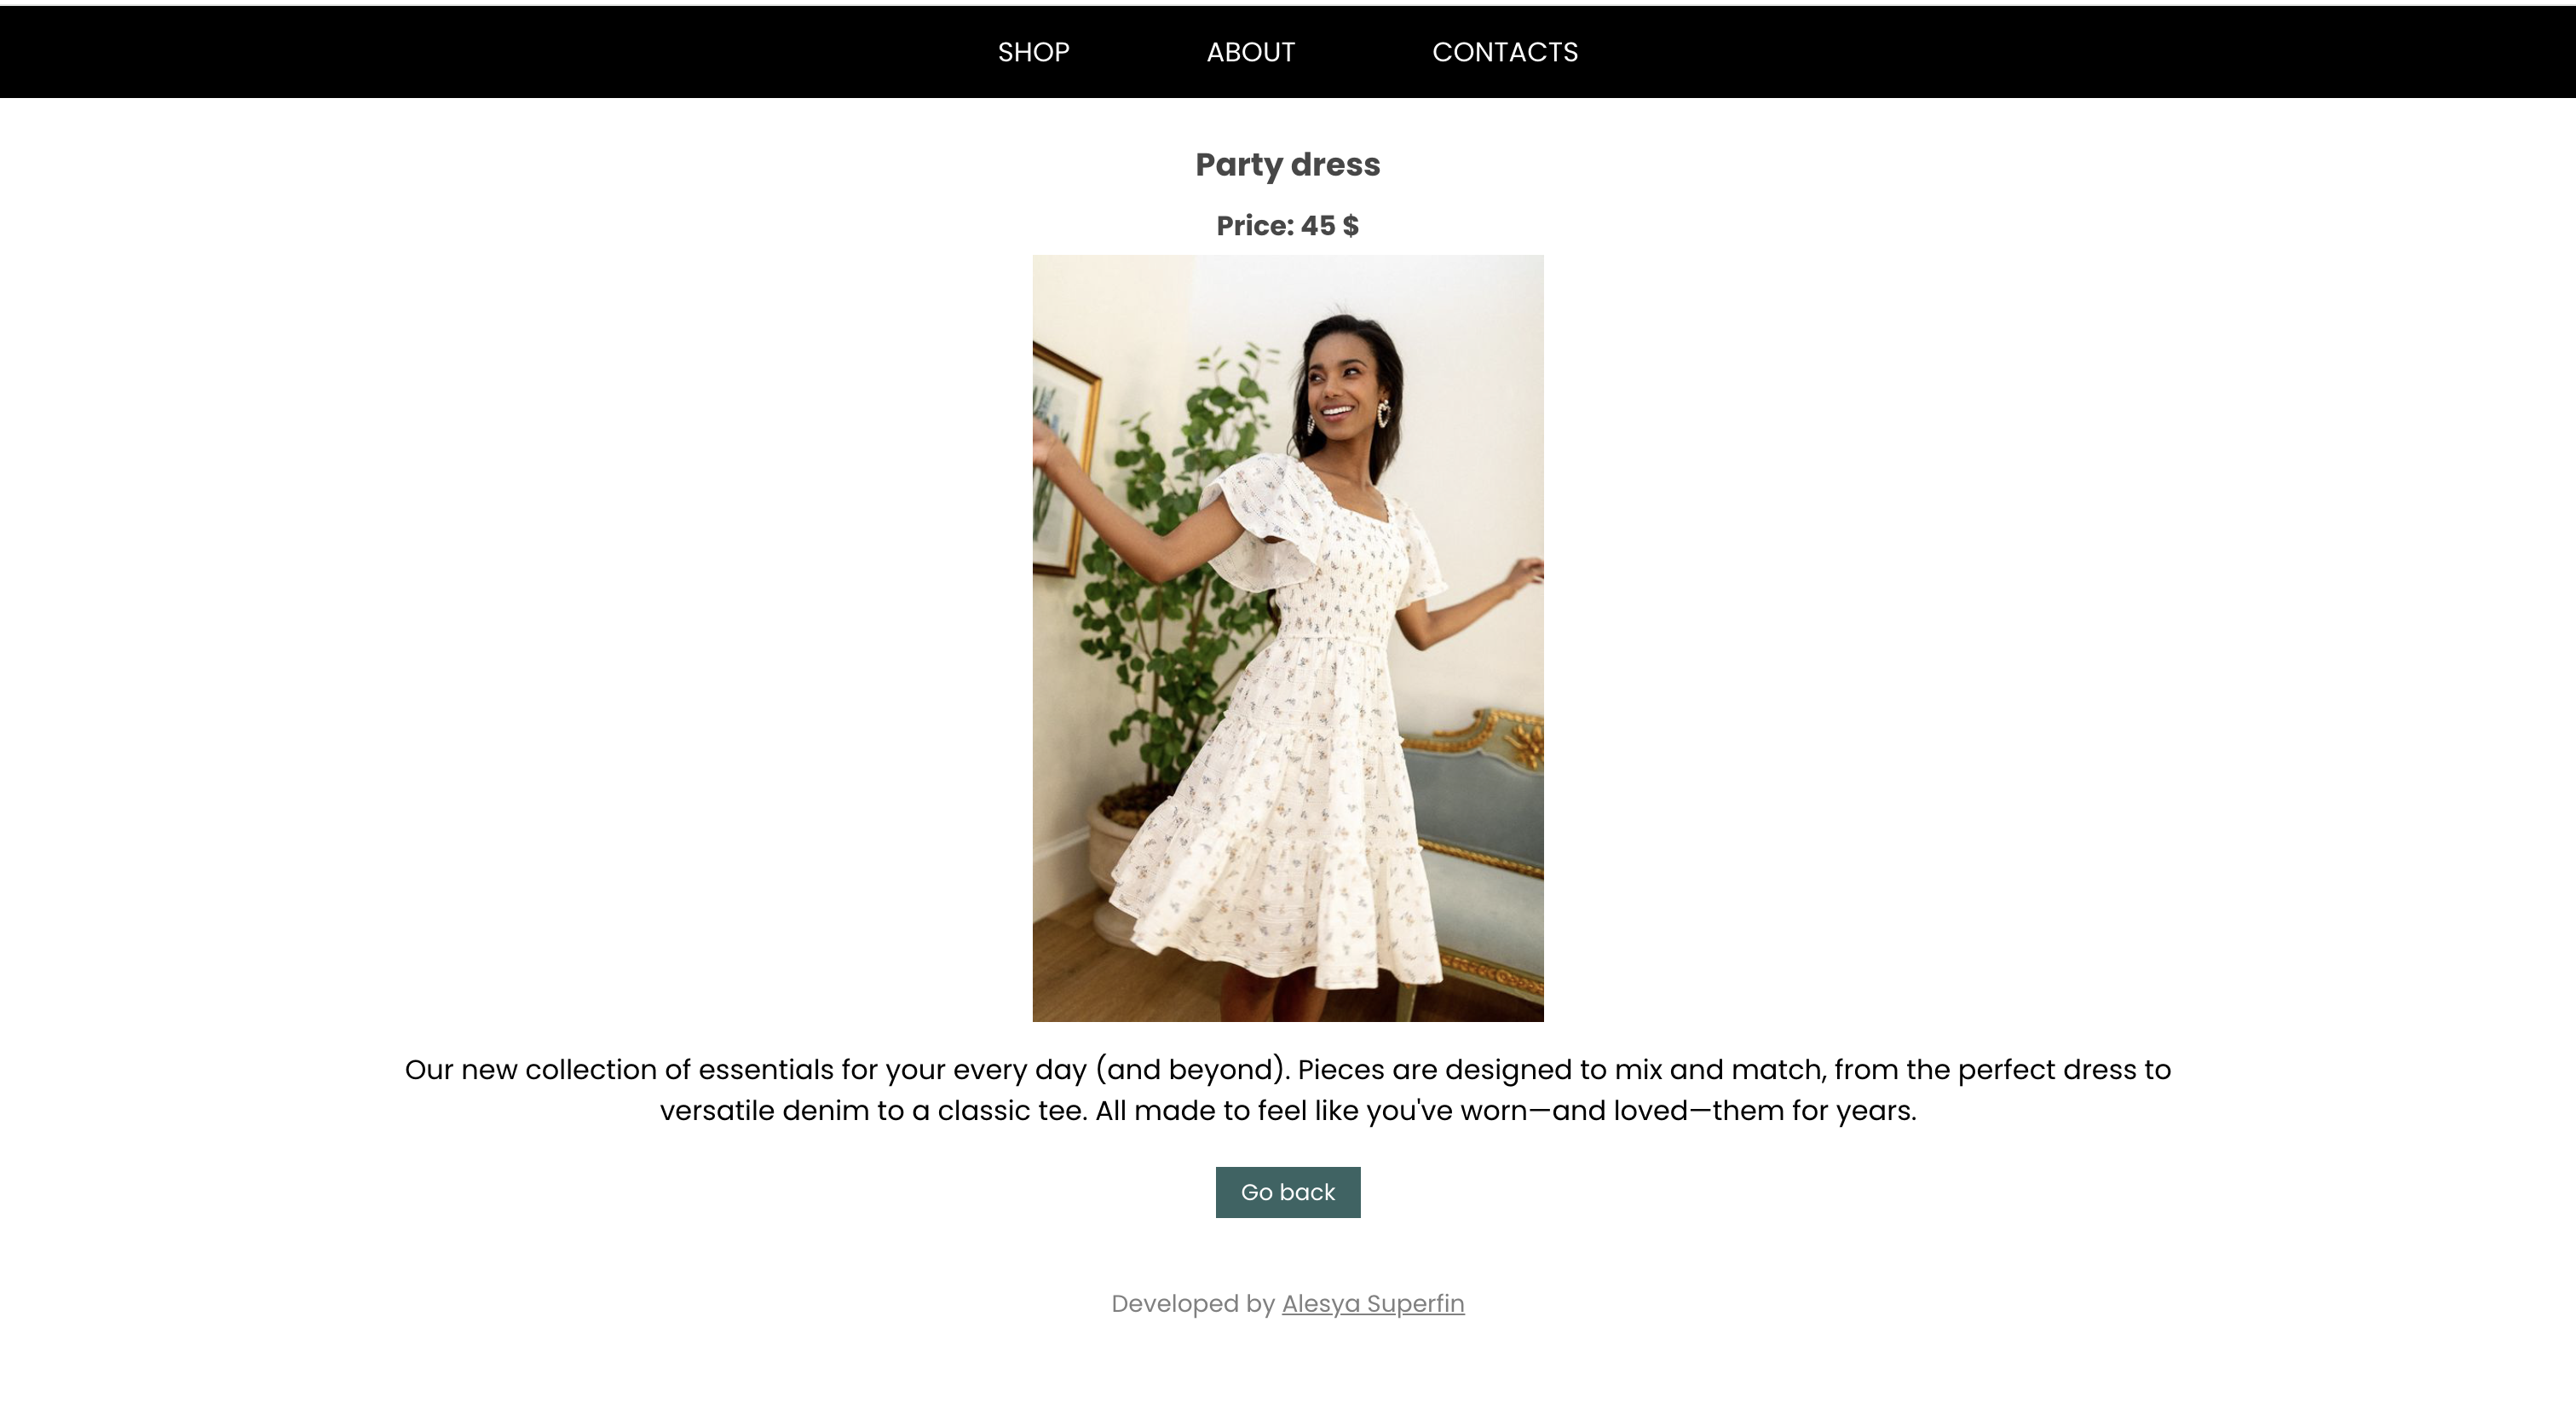 SHOP ABOUT CONTACTS
Party dress
Price: 45 $
Our new collection of essentials for your every day (and beyond). Pieces are designed to mix and match, from the perfect dress to
versatile denim to a classic tee. All made to feel like you've worn—and loved—them for years.
Go back
Developed by Alesya Superfin